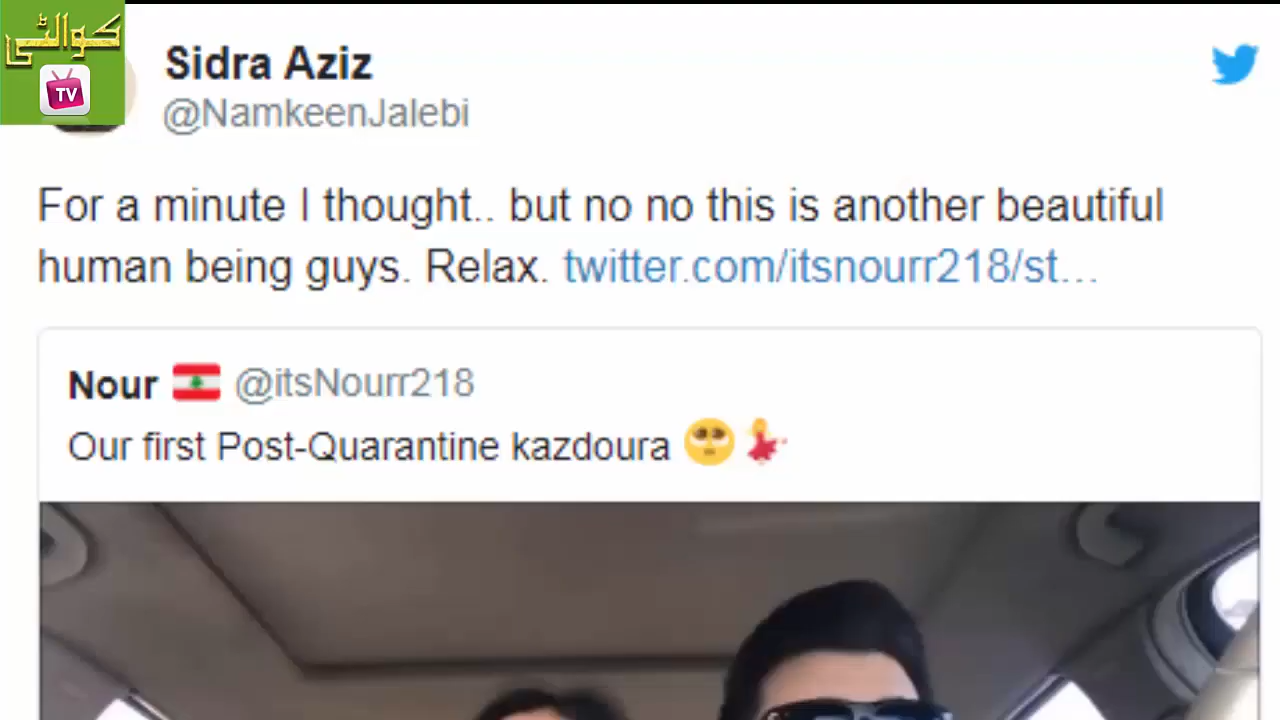 کوالٹی
TV
Sidra Aziz
@NamkeenJalebi
For a minute I thought.. but no no this is another beautiful
human being guys. Relax. twitter.com/itsnourr218/st…
Nour 🇱🇧 @itsNourr218
Our first Post-Quarantine kazdoura 🥺💃